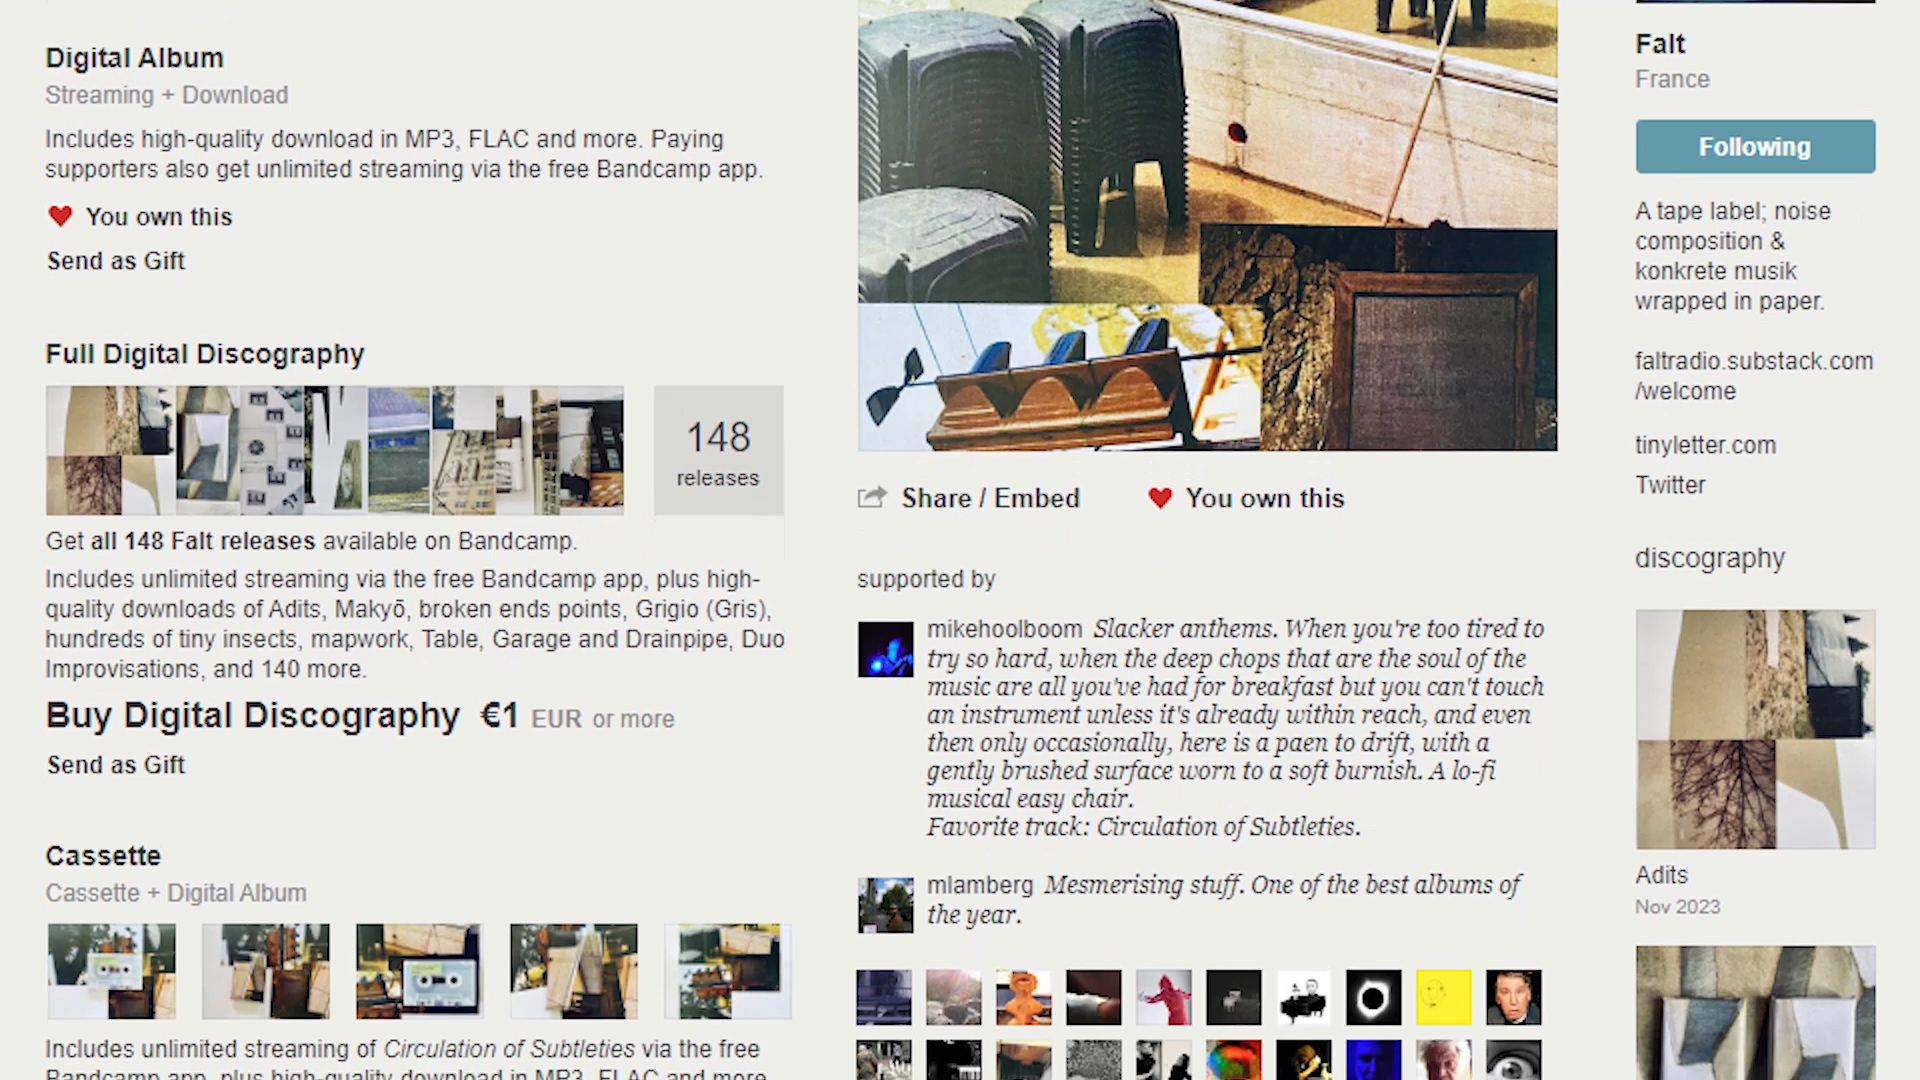 Digital Album
Streaming + Download
Includes high-quality download in MP3, FLAC and more. Paying
supporters also get unlimited streaming via the free Bandcamp app.
You own this
Send as Gift
Full Digital Discography
148
releases
Get all 148 Falt releases available on Bandcamp.
Includes unlimited streaming via the free Bandcamp app, plus high-
quality downloads of Adits, Makyō, broken ends points, Grigio (Gris),
hundreds of tiny insects, mapwork, Table, Garage and Drainpipe, Duo
Improvisations, and 140 more.
Buy Digital Discography €1 EUR or more
Send as Gift
Cassette
Cassette + Digital Album
Includes unlimited streaming of Circulation of Subtleties via the free
Bandcamp app, plus high-quality download in MP3, FLAC and more.
Share / Embed
You own this
supported by
mikehoolboom Slacker anthems. When you're too tired to
try so hard, when the deep chops that are the soul of the
music are all you've had for breakfast but you can't touch
an instrument unless it's already within reach, and even
then only occasionally, here is a paen to drift, with a
gently brushed surface worn to a soft burnish. A lo-fi
musical easy chair.
Favorite track: Circulation of Subtleties.
mlamberg Mesmerising stuff. One of the best albums of
the year.
Falt
France
Following
A tape label; noise
composition &
konkrete musik
wrapped in paper.
faltradio.substack.com
/welcome
tinyletter.com
Twitter
discography
Adits
Nov 2023